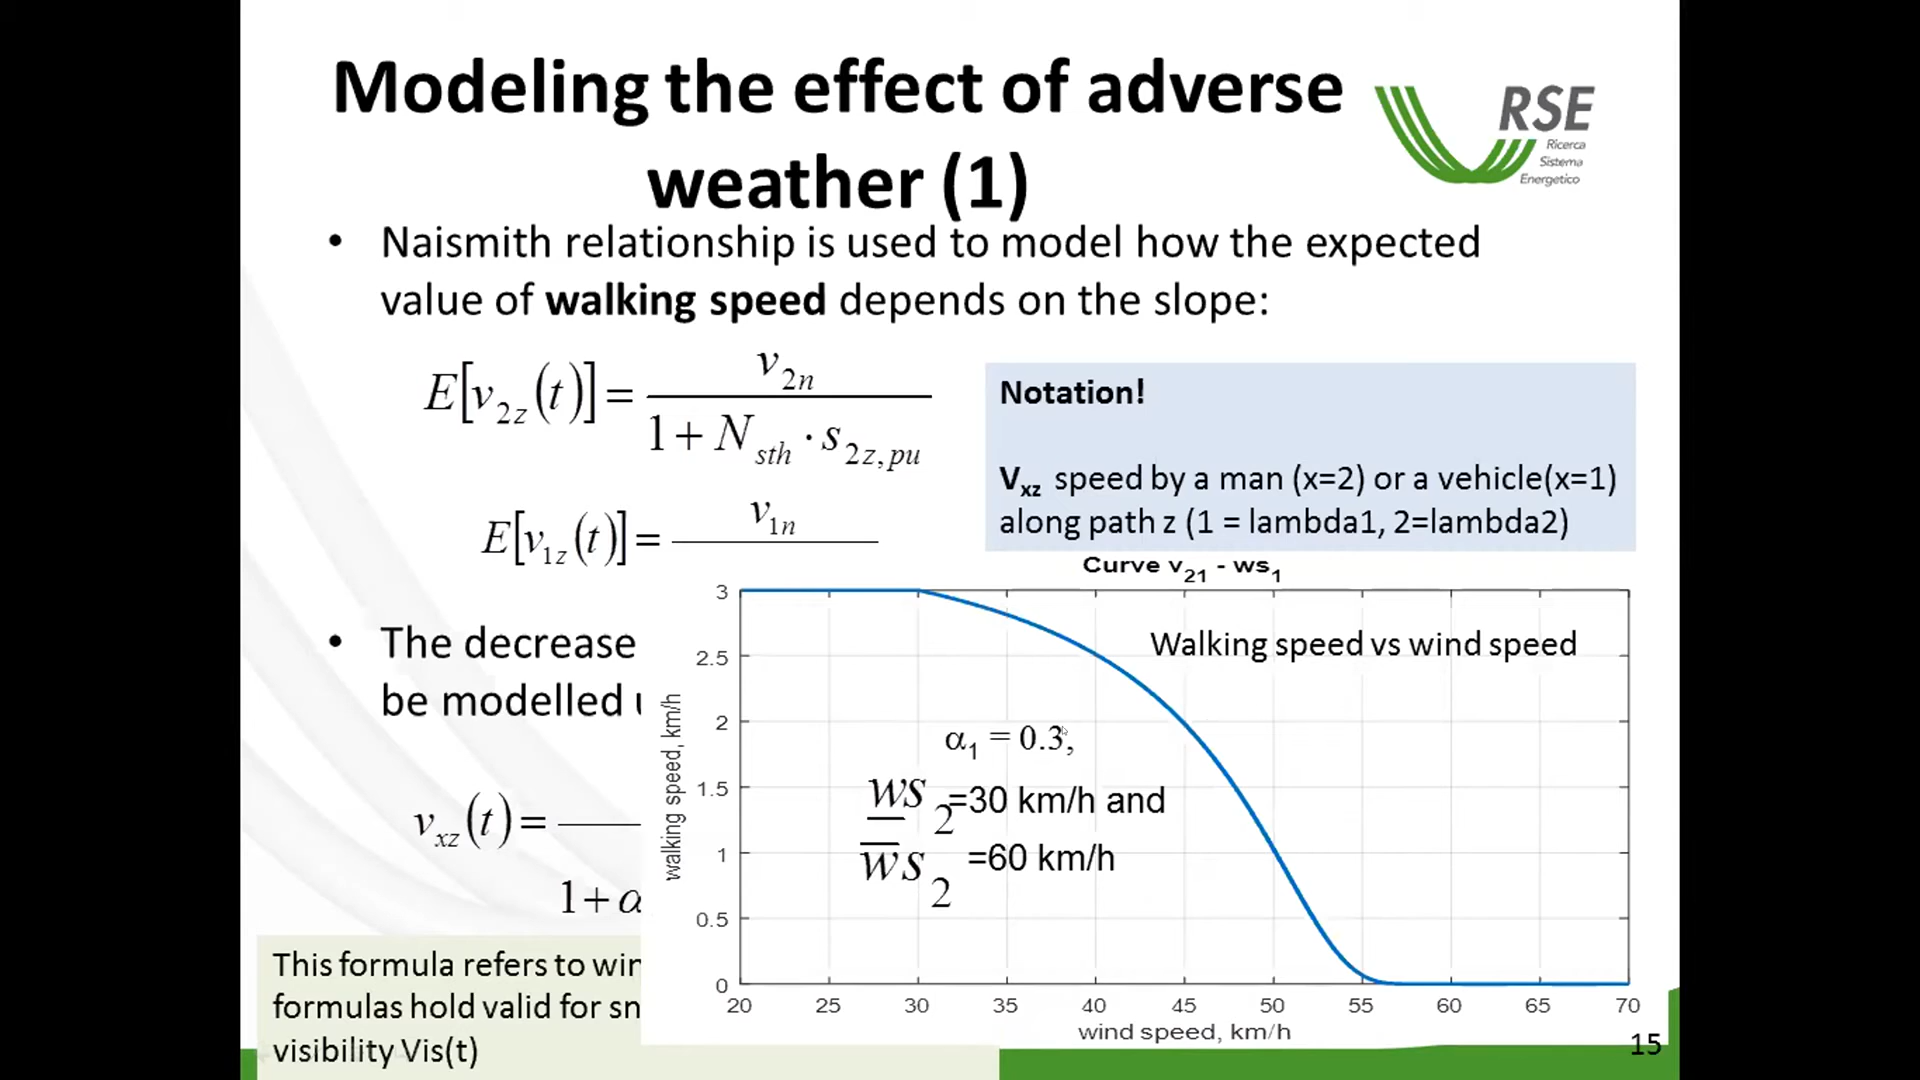 Modeling the effect of adverse
weather (1)
RSE
Ricerca
Sistema
Energetico
• Naismith relationship is used to model how the expected
value of walking speed depends on the slope:
E[v2z(t)] = v2n / (1 + Nsth · s2z,pu)
Notation!
Vxz speed by a man (x=2) or a vehicle(x=1)
along path z (1 = lambda1, 2=lambda2)
E[v1z(t)] = v1n
Curve v21 - ws1
• The decrease
be modelled
vxz(t) =
1 + α
Walking speed vs wind speed
α1 = 0.3,
ws2 =30 km/h and
ws2 =60 km/h
walking speed, km/h
3
2.5
2
1.5
1
0.5
0
20 25 30 35 40 45 50 55 60 65 70
wind speed, km/h
This formula refers to
formulas hold valid for
visibility Vis(t)
15